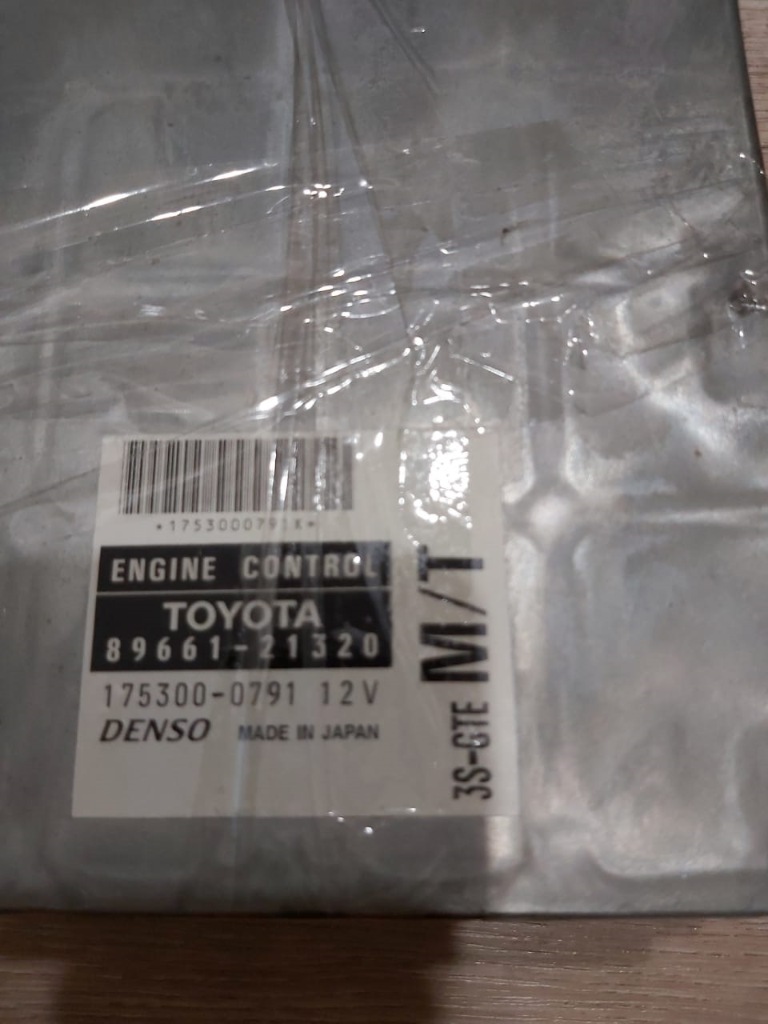 *1753000791X*
ENGINE CONTROL
TOYOTA
89661-21320
175300-0791 12V
DENSO MADE IN JAPAN
3S-GTE M/T